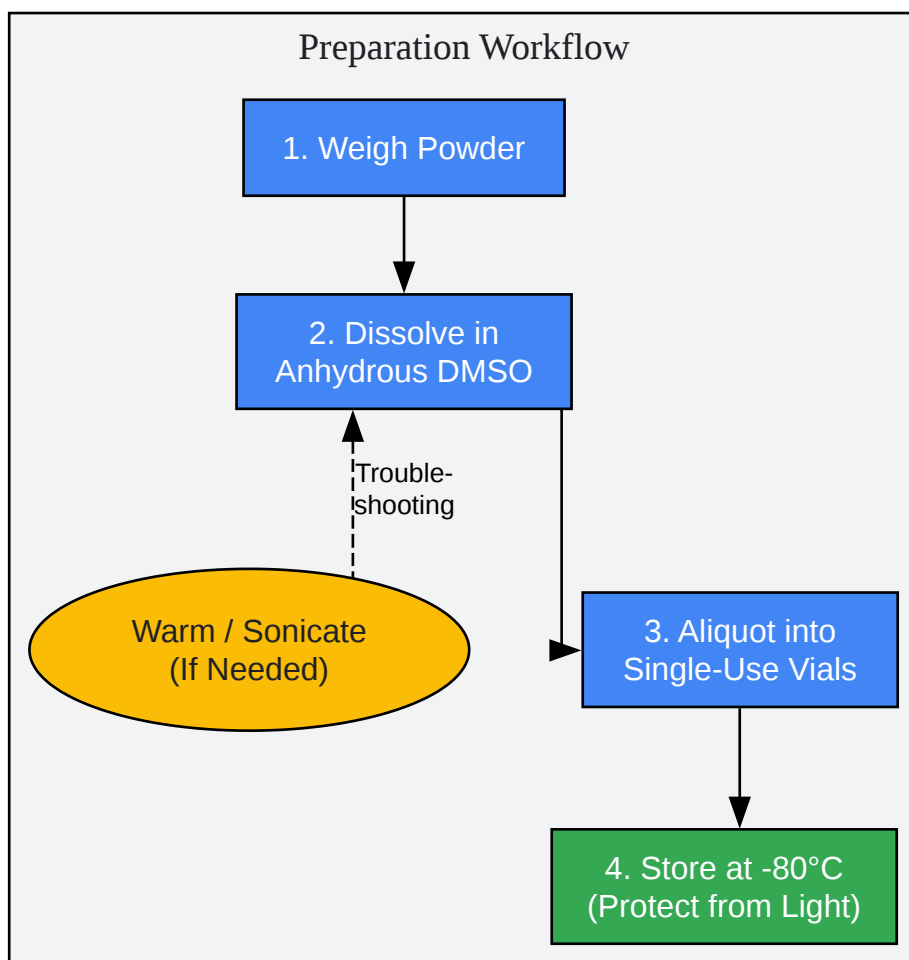 Preparation Workflow
1. Weigh Powder
2. Dissolve in
Anhydrous DMSO
Trouble-
shooting
Warm / Sonicate
(If Needed)
3. Aliquot into
Single-Use Vials
4. Store at -80°C
(Protect from Light)